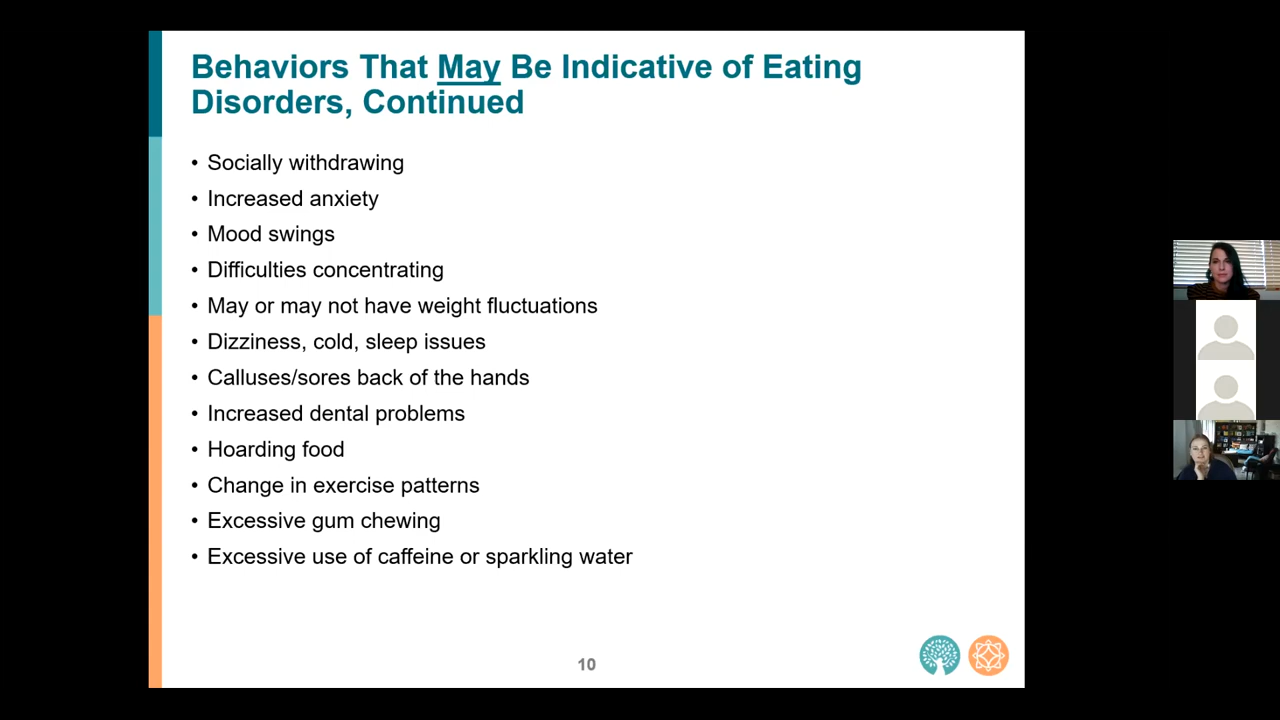 Behaviors That May Be Indicative of Eating
Disorders, Continued
• Socially withdrawing
• Increased anxiety
• Mood swings
• Difficulties concentrating
• May or may not have weight fluctuations
• Dizziness, cold, sleep issues
• Calluses/sores back of the hands
• Increased dental problems
• Hoarding food
• Change in exercise patterns
• Excessive gum chewing
• Excessive use of caffeine or sparkling water
10